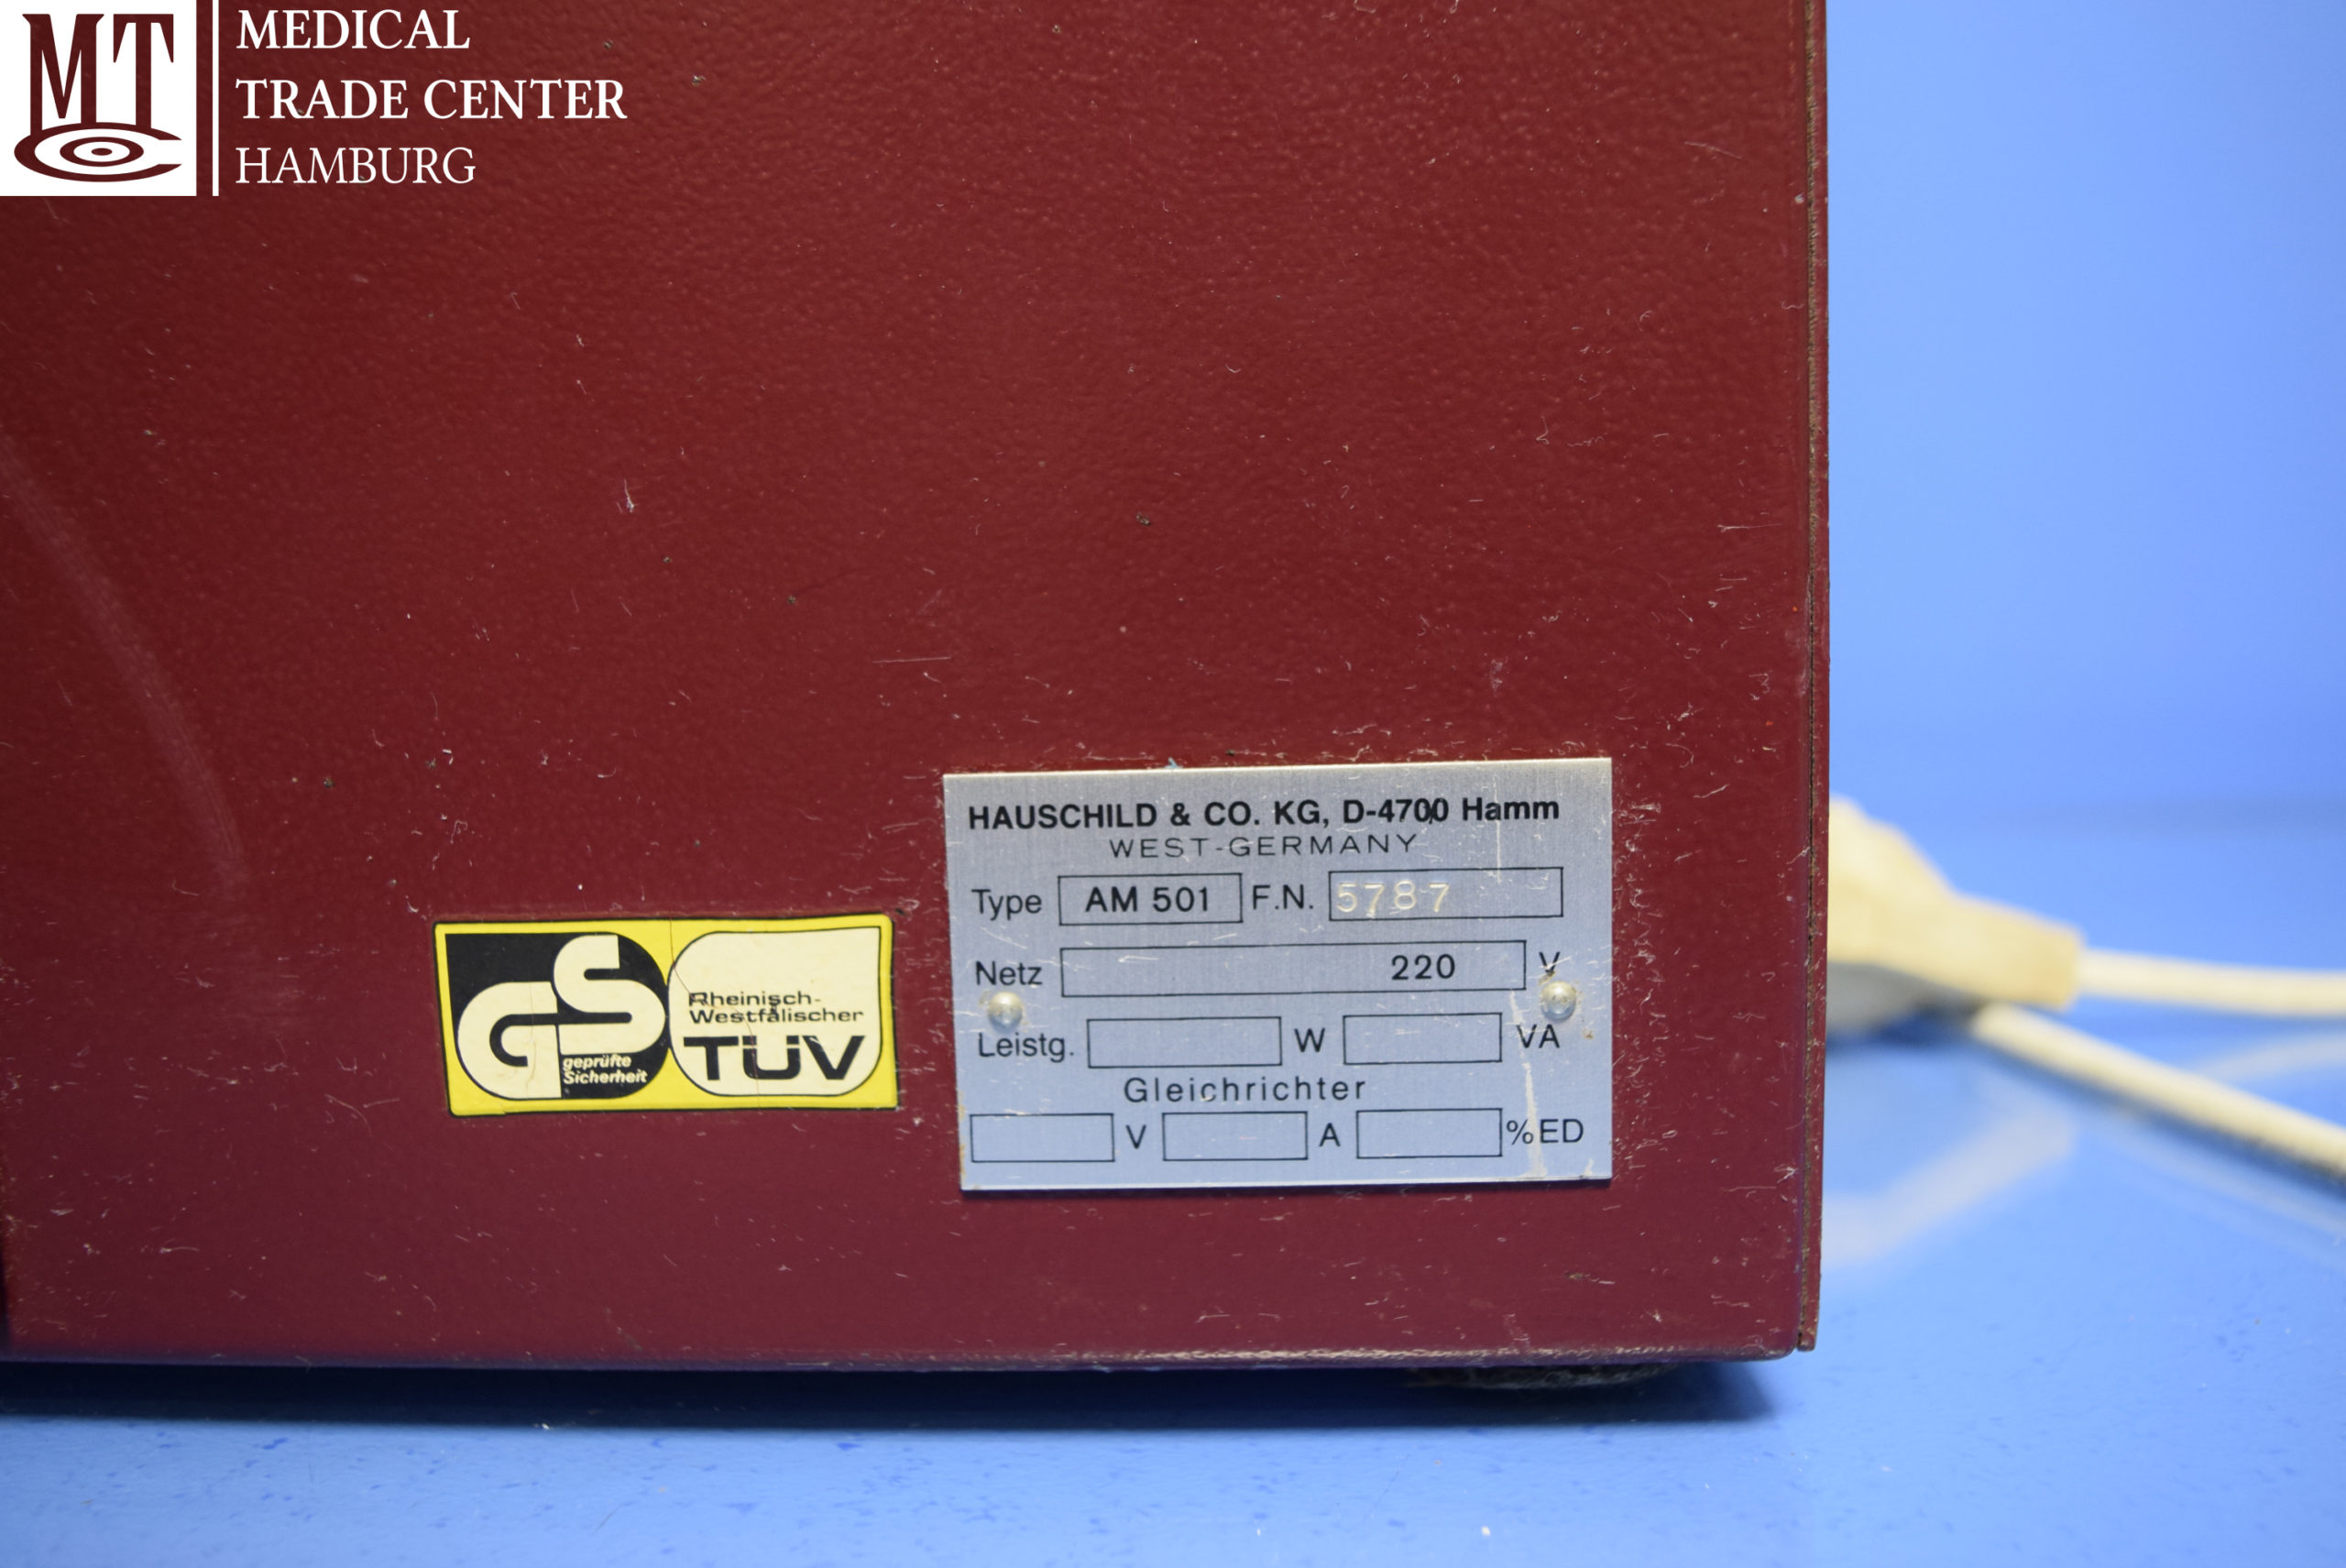 MTC
MEDICAL
TRADE CENTER
HAMBURG
HAUSCHILD & CO. KG, D-4700 Hamm
WEST-GERMANY
Type AM 501 F.N. 5787
Netz 220 V
Leistg. W VA
Gleichrichter
V A %ED
GS
geprüfte
Sicherheit
Rheinisch-
Westfälischer
TÜV